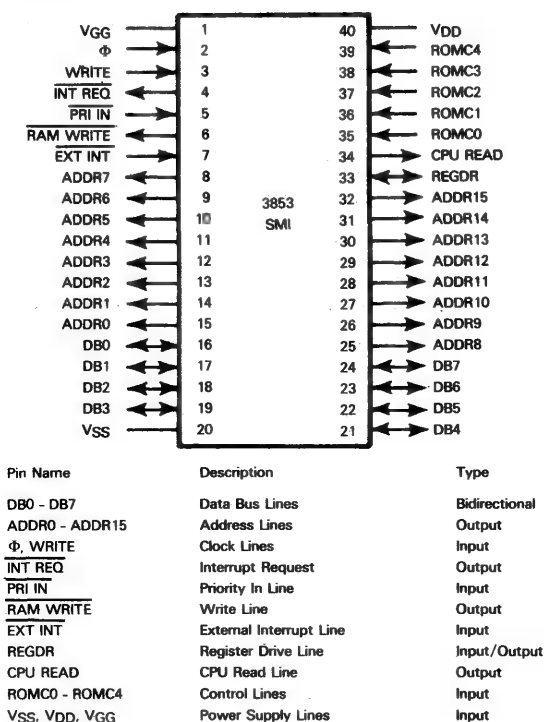 VGG 1 40 VDD
Φ 2 39 ROMC4
WRITE 3 38 ROMC3
INT REQ 4 37 ROMC2
PRI IN 5 36 ROMC1
RAM WRITE 6 35 ROMC0
EXT INT 7 34 CPU READ
ADDR7 8 33 REGDR
ADDR6 9 3853 32 ADDR15
ADDR5 10 SMI 31 ADDR14
ADDR4 11 30 ADDR13
ADDR3 12 29 ADDR12
ADDR2 13 28 ADDR11
ADDR1 14 27 ADDR10
ADDR0 15 26 ADDR9
DB0 16 25 ADDR8
DB1 17 24 DB7
DB2 18 23 DB6
DB3 19 22 DB5
VSS 20 21 DB4
Pin Name Description Type
DB0 - DB7 Data Bus Lines Bidirectional
ADDR0 - ADDR15 Address Lines Output
Φ, WRITE Clock Lines Input
INT REQ Interrupt Request Output
PRI IN Priority In Line Input
RAM WRITE Write Line Output
EXT INT External Interrupt Line Input
REGDR Register Drive Line Input/Output
CPU READ CPU Read Line Output
ROMC0 - ROMC4 Control Lines Input
VSS, VDD, VGG Power Supply Lines Input